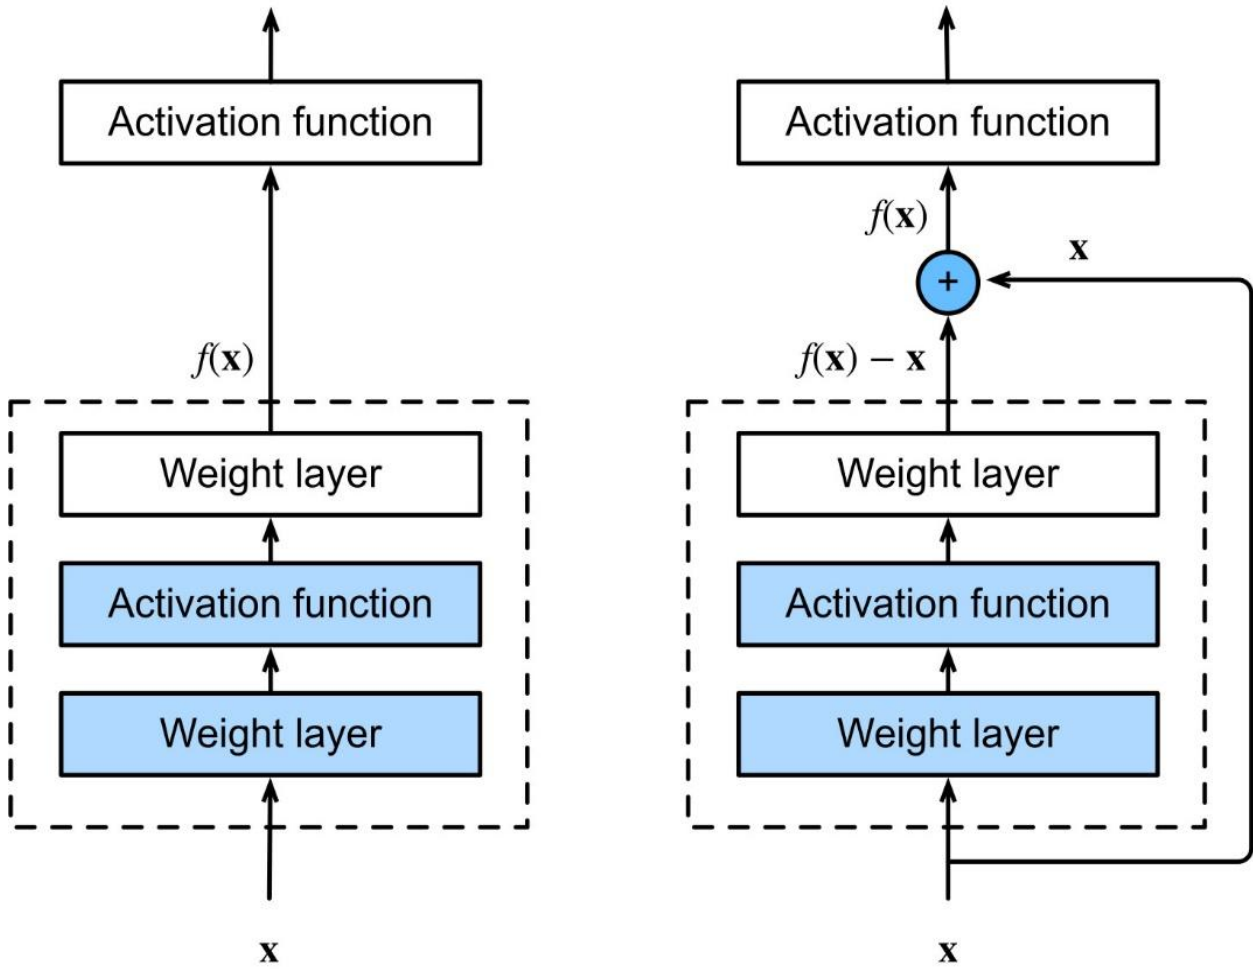 Activation function
f(x)
Weight layer
Activation function
Weight layer
x
Activation function
f(x)
x
+
f(x) − x
Weight layer
Activation function
Weight layer
x